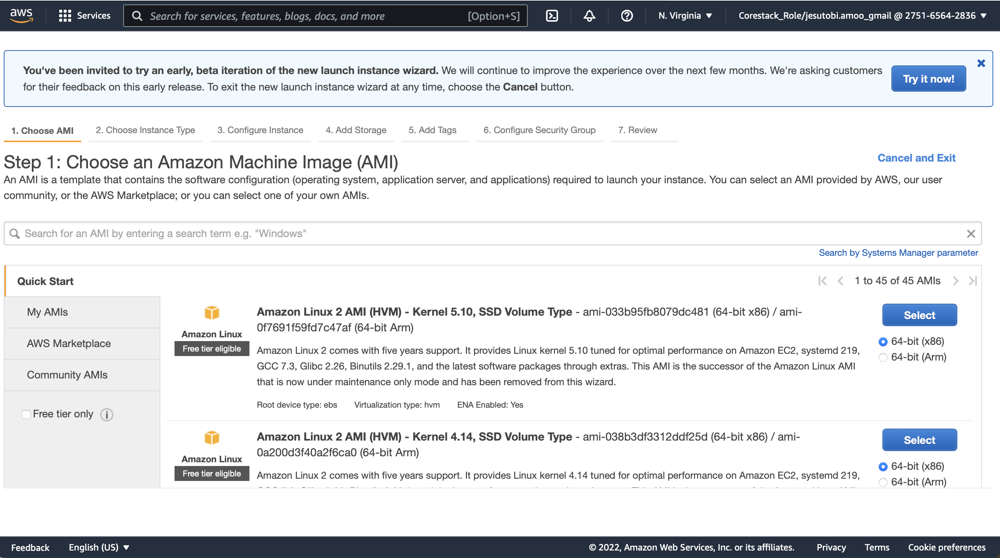 aws
Services
Search for services, features, blogs, docs, and more
[Option+S]
N. Virginia
Corestack_Role/jesutobi.amoo_gmail @ 2751-6564-2836
You've been invited to try an early, beta iteration of the new launch instance wizard. We will continue to improve the experience over the next few months. We're asking customers
for their feedback on this early release. To exit the new launch instance wizard at any time, choose the Cancel button.
Try it now!
1. Choose AMI
2. Choose Instance Type
3. Configure Instance
4. Add Storage
5. Add Tags
6. Configure Security Group
7. Review
Step 1: Choose an Amazon Machine Image (AMI)
Cancel and Exit
An AMI is a template that contains the software configuration (operating system, application server, and applications) required to launch your instance. You can select an AMI provided by AWS, our user
community, or the AWS Marketplace; or you can select one of your own AMIs.
Search for an AMI by entering a search term e.g. "Windows"
Search by Systems Manager parameter
Quick Start
1 to 45 of 45 AMIs
My AMIs
AWS Marketplace
Community AMIs
Free tier only
Amazon Linux
Free tier eligible
Amazon Linux 2 AMI (HVM) - Kernel 5.10, SSD Volume Type - ami-033b95fb8079dc481 (64-bit x86) / ami-
0f7691f59fd7c47af (64-bit Arm)
Amazon Linux 2 comes with five years support. It provides Linux kernel 5.10 tuned for optimal performance on Amazon EC2, systemd 219,
GCC 7.3, Glibc 2.26, Binutils 2.29.1, and the latest software packages through extras. This AMI is the successor of the Amazon Linux AMI
that is now under maintenance only mode and has been removed from this wizard.
Root device type: ebs
Virtualization type: hvm
ENA Enabled: Yes
Select
64-bit (x86)
64-bit (Arm)
Amazon Linux
Free tier eligible
Amazon Linux 2 AMI (HVM) - Kernel 4.14, SSD Volume Type - ami-038b3df3312ddf25d (64-bit x86) / ami-
0a200d3f40a2f6ca0 (64-bit Arm)
Amazon Linux 2 comes with five years support. It provides Linux kernel 4.14 tuned for optimal performance on Amazon EC2, systemd 219,
Select
64-bit (x86)
64-bit (Arm)
Feedback
English (US)
© 2022, Amazon Web Services, Inc. or its affiliates.
Privacy
Terms
Cookie preferences